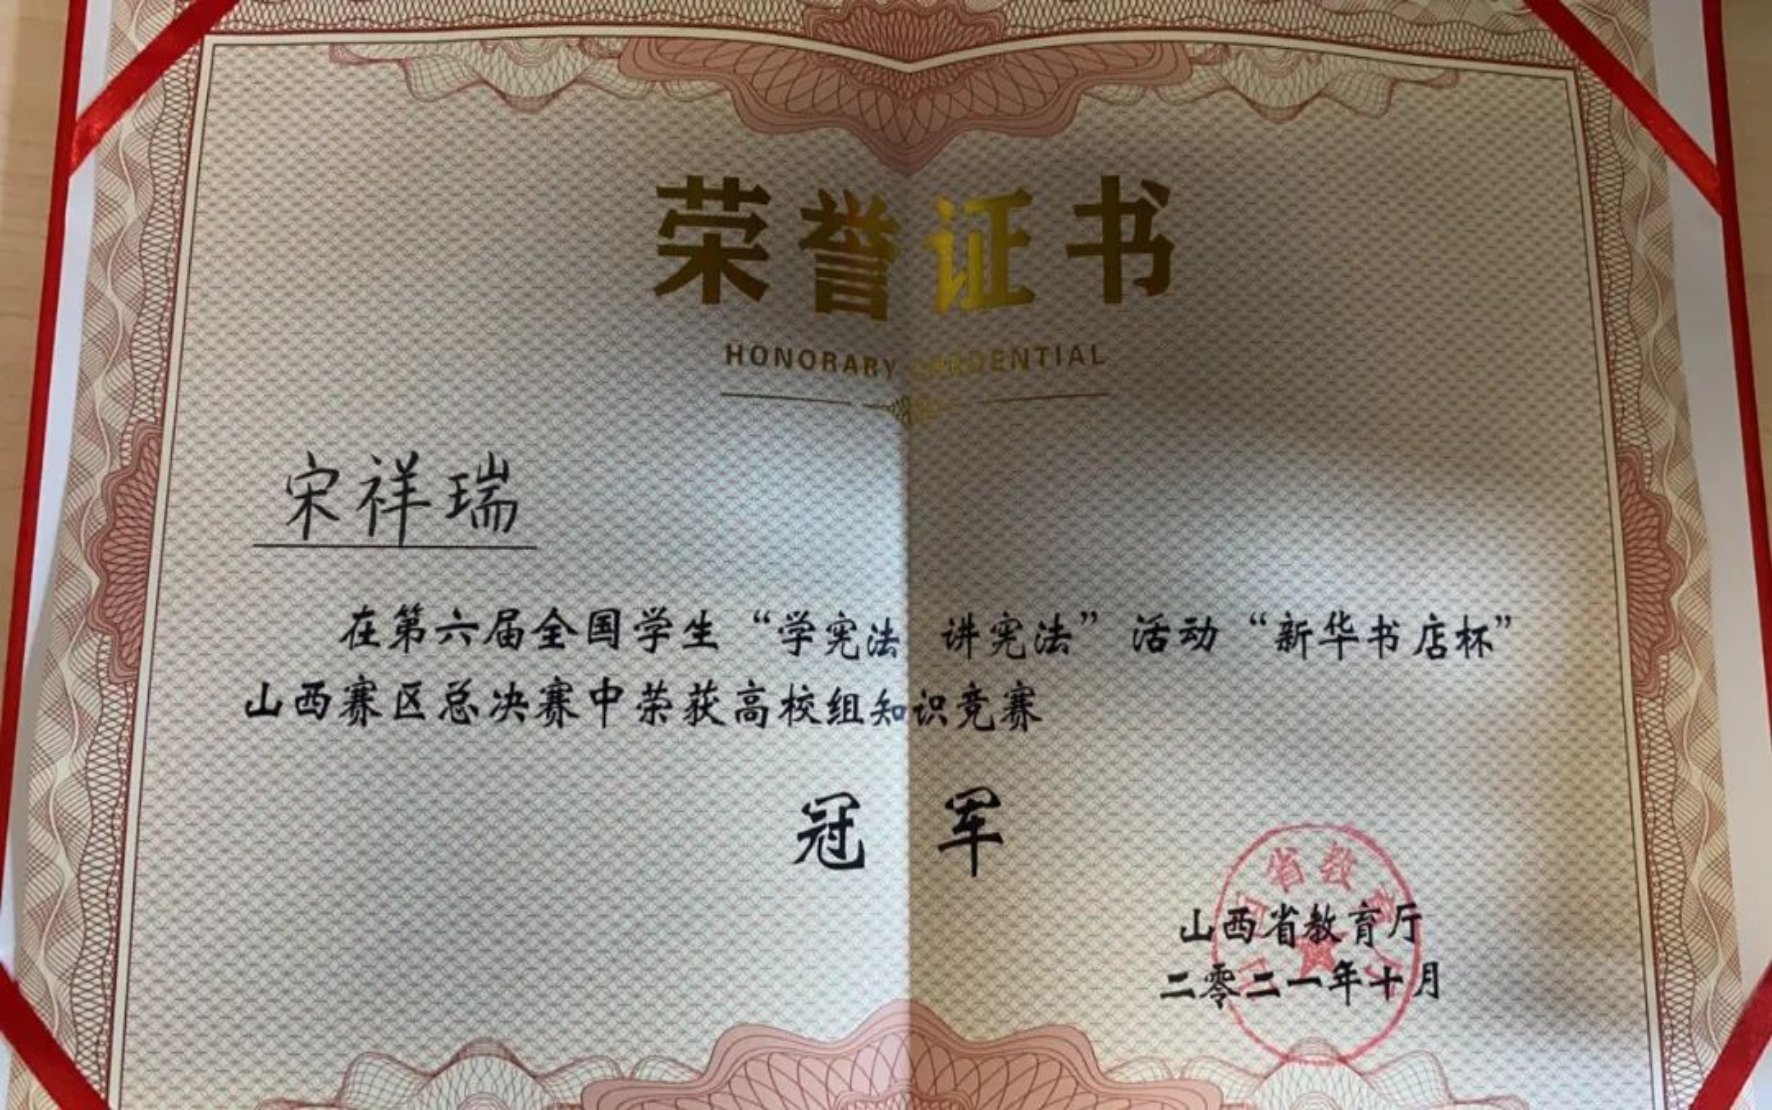 荣誉证书
HONORARY CREDENTIAL
宋祥瑞
在第六届全国学生“学宪法 讲宪法”活动“新华书店杯”
山西赛区总决赛中荣获高校组知识竞赛
冠 军
山西省教育厅
二零二一年十月